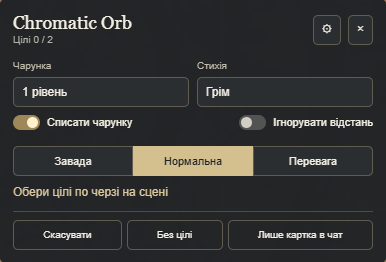 Chromatic Orb
Цілі 0 / 2
Чарунка Стихія
1 рівень Грім
Списати чарунку Ігнорувати відстань
Завада Нормальна Перевага
Обери цілі по черзі на сцені
Скасувати Без цілі Лише картка в чат